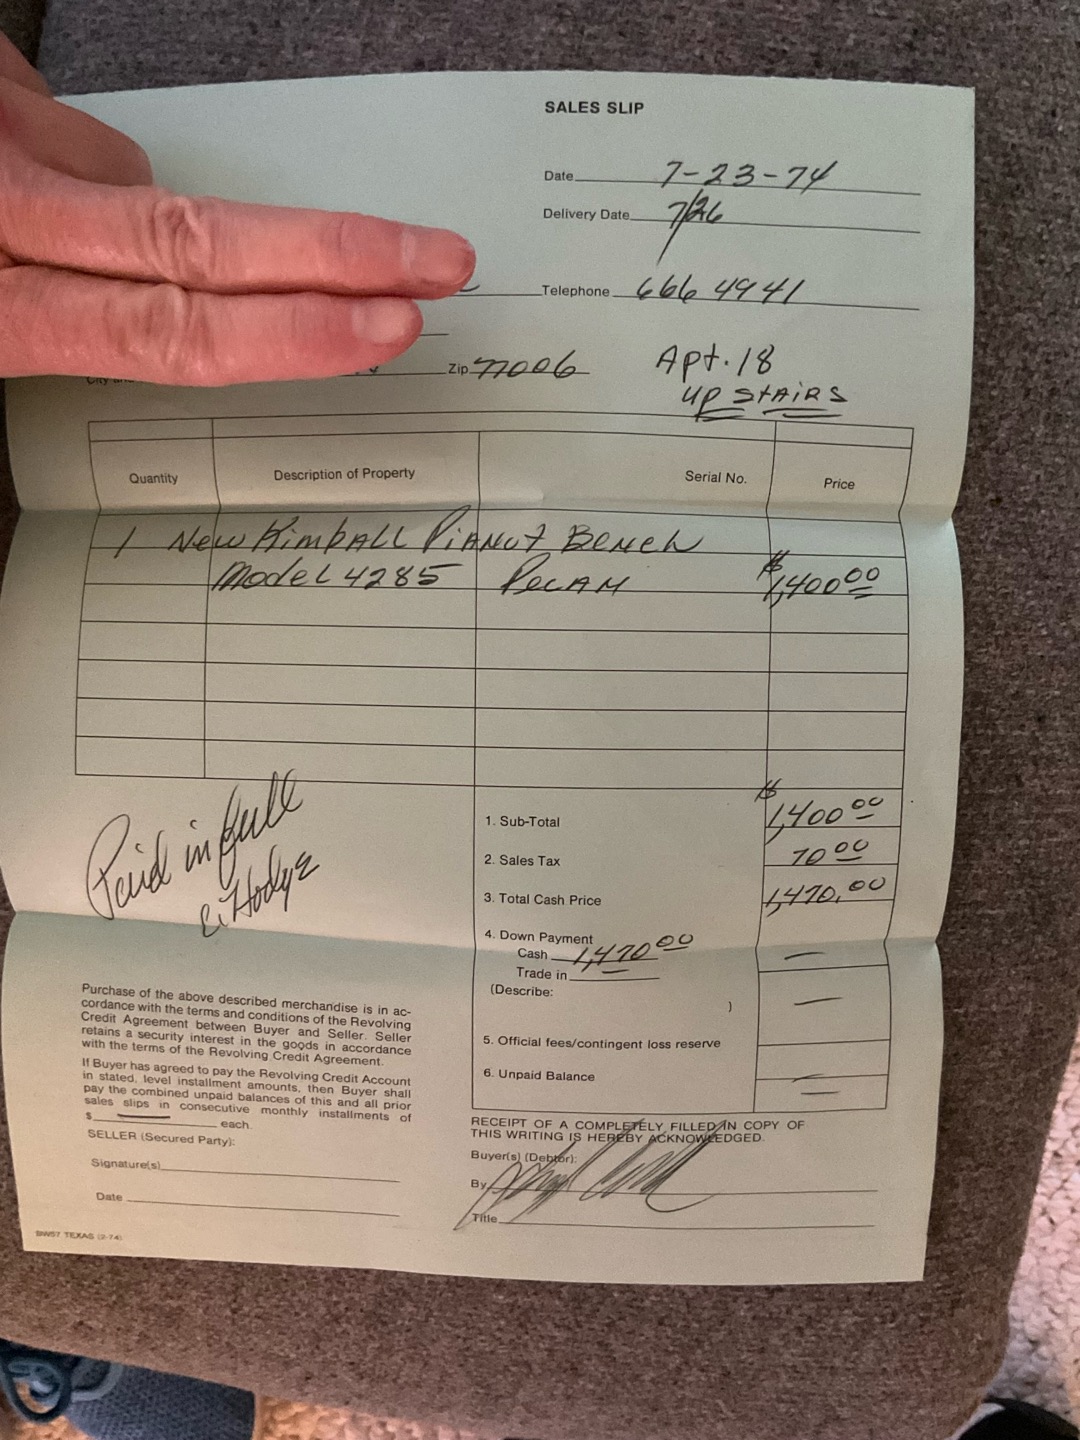 SALES SLIP
Date 7-23-74
Delivery Date 7/26
Telephone 666 4941
Zip 77006 Apt. 18
UP STAIRS
Quantity Description of Property Serial No. Price
1 New Kimball Piano & Bench
Model 4285 Pecan $1,400.00
1. Sub-Total $1,400.00
2. Sales Tax 70.00
3. Total Cash Price 1,470.00
Paid in full
C. Hodge
4. Down Payment
Cash 1,470.00 —
Trade in
(Describe: ) —
5. Official fees/contingent loss reserve —
6. Unpaid Balance —
Purchase of the above described merchandise is in ac-
cordance with the terms and conditions of the Revolving
Credit Agreement between Buyer and Seller. Seller
retains a security interest in the goods in accordance
with the terms of the Revolving Credit Agreement.
If Buyer has agreed to pay the Revolving Credit Account
in stated, level installment amounts, then Buyer shall
pay the combined unpaid balances of this and all prior
sales slips in consecutive monthly installments of
$ — each.
SELLER (Secured Party):
Signature(s)
Date
RECEIPT OF A COMPLETELY FILLED IN COPY OF
THIS WRITING IS HEREBY ACKNOWLEDGED.
Buyer(s) (Debtor):
By
Title
TEXAS (2-74)